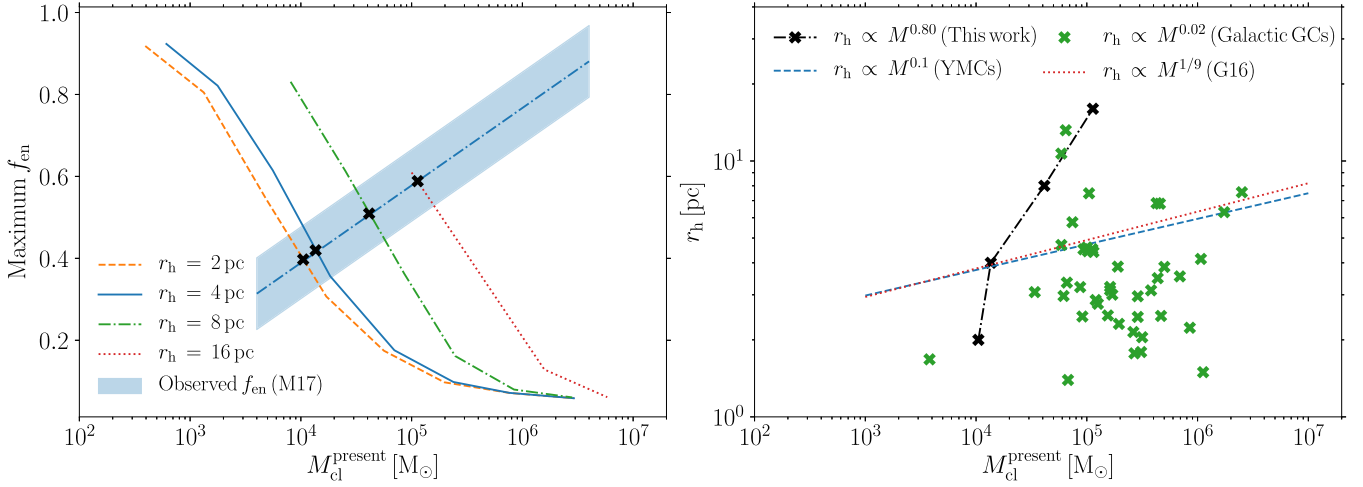 1.0
0.8
0.6
0.4
0.2
Maximum f_en
r_h = 2 pc
r_h = 4 pc
r_h = 8 pc
r_h = 16 pc
Observed f_en (M17)
10^2 10^3 10^4 10^5 10^6 10^7
M_cl^present [M_⊙]
r_h ∝ M^0.80 (This work)
r_h ∝ M^0.1 (YMCs)
r_h ∝ M^0.02 (Galactic GCs)
r_h ∝ M^1/9 (G16)
10^1
10^0
r_h [pc]
10^2 10^3 10^4 10^5 10^6 10^7
M_cl^present [M_⊙]